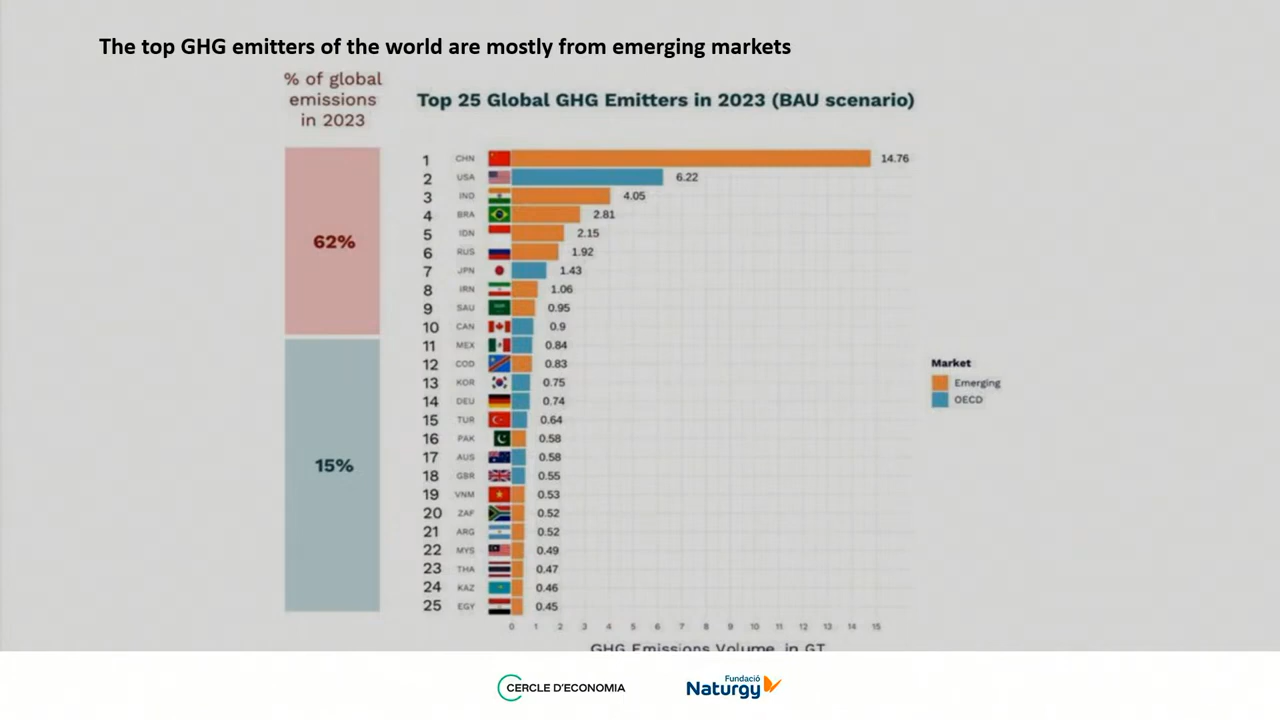 The top GHG emitters of the world are mostly from emerging markets
% of global
emissions
in 2023
62%
15%
Top 25 Global GHG Emitters in 2023 (BAU scenario)
1 CHN 14.76
2 USA 6.22
3 IND 4.05
4 BRA 2.81
5 IDN 2.15
6 RUS 1.92
7 JPN 1.43
8 IRN 1.06
9 SAU 0.95
10 CAN 0.9
11 MEX 0.84
12 COD 0.83
13 KOR 0.75
14 DEU 0.74
15 TUR 0.64
16 PAK 0.58
17 AUS 0.58
18 GBR 0.55
19 VNM 0.53
20 ZAF 0.52
21 ARG 0.52
22 MYS 0.49
23 THA 0.47
24 KAZ 0.46
25 EGY 0.45
0 1 2 3 4 5 6 7 8 9 10 11 12 13 14 15
GHG Emissions Volume, in GT
Market
Emerging
OECD
CERCLE D'ECONOMIA
Fundació
Naturgy